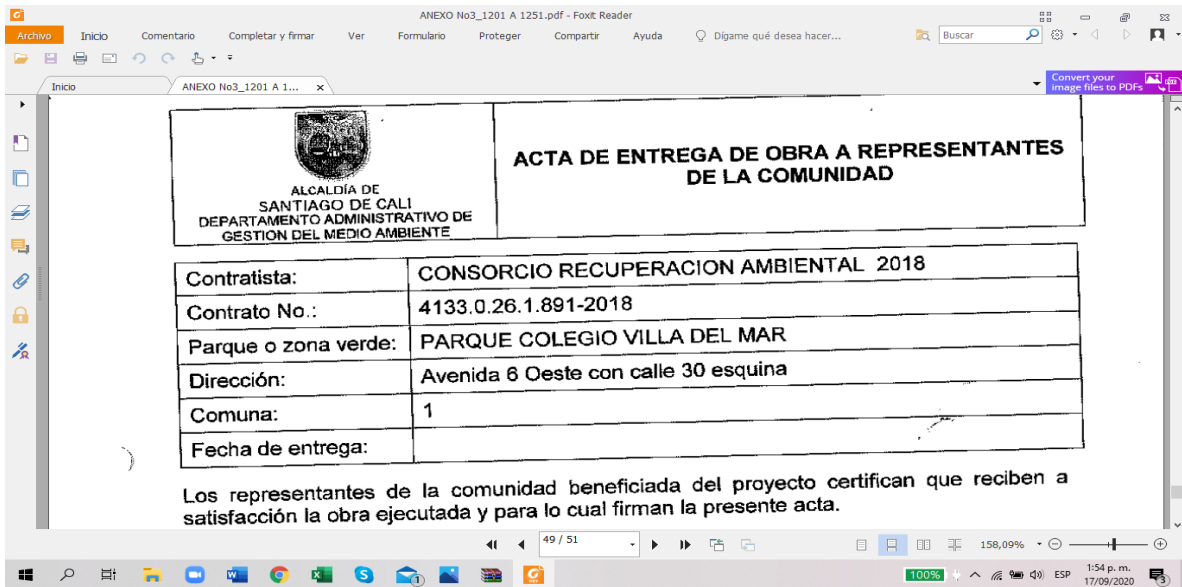 ANEXO No3_1201 A 1251.pdf - Foxit Reader
Archivo Inicio Comentario Completar y firmar Ver Formulario Proteger Compartir Ayuda Dígame qué desea hacer... Buscar
Inicio ANEXO No3_1201 A 1... x
Convert your
image files to PDFs
ALCALDÍA DE
SANTIAGO DE CALI
DEPARTAMENTO ADMINISTRATIVO DE
GESTION DEL MEDIO AMBIENTE
ACTA DE ENTREGA DE OBRA A REPRESENTANTES
DE LA COMUNIDAD
Contratista: CONSORCIO RECUPERACION AMBIENTAL 2018
Contrato No.: 4133.0.26.1.891-2018
Parque o zona verde: PARQUE COLEGIO VILLA DEL MAR
Dirección: Avenida 6 Oeste con calle 30 esquina
Comuna: 1
Fecha de entrega:
Los representantes de la comunidad beneficiada del proyecto certifican que reciben a
satisfacción la obra ejecutada y para lo cual firman la presente acta.
49 / 51
158,09%
100% ESP 1:54 p. m.
17/09/2020